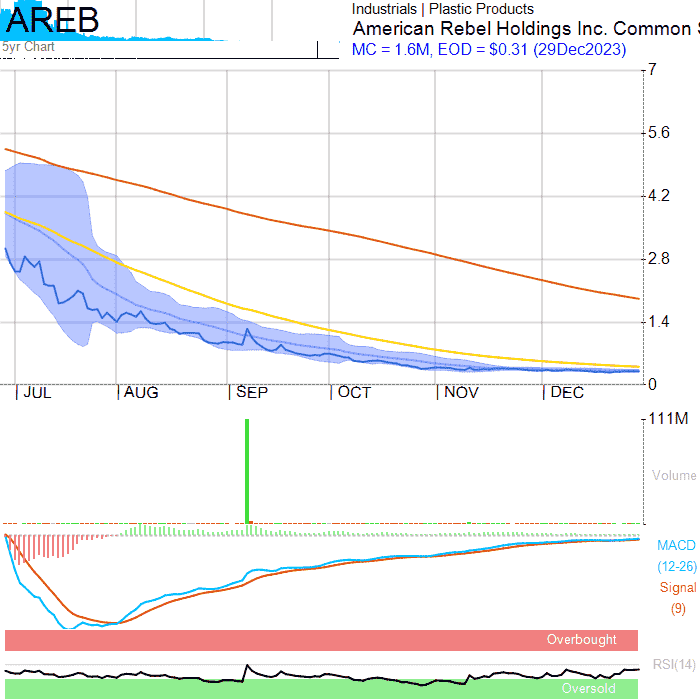 AREB
Industrials | Plastic Products
American Rebel Holdings Inc. Common S
5yr Chart
MC = 1.6M, EOD = $0.31 (29Dec2023)
7
5.6
4.2
2.8
1.4
0
JUL AUG SEP OCT NOV DEC
111M
Volume
MACD
(12-26)
Signal
(9)
Overbought
RSI(14)
Oversold